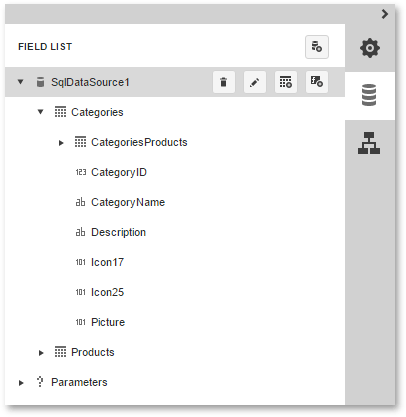 FIELD LIST
SqlDataSource1
Categories
CategoriesProducts
123 CategoryID
ab CategoryName
ab Description
101 Icon17
101 Icon25
101 Picture
Products
? Parameters